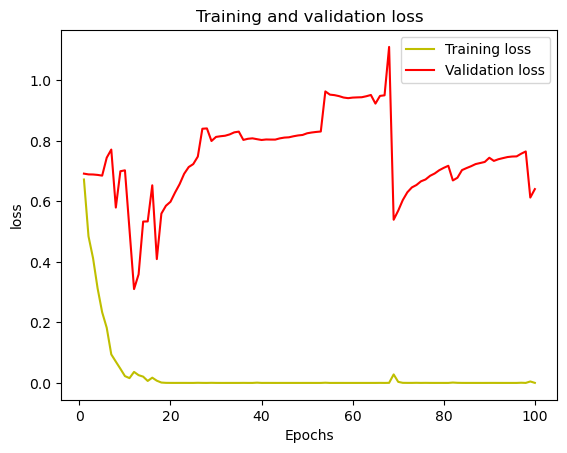 Training and validation loss
Training loss
Validation loss
1.0
0.8
0.6
0.4
0.2
0.0
loss
0 20 40 60 80 100
Epochs